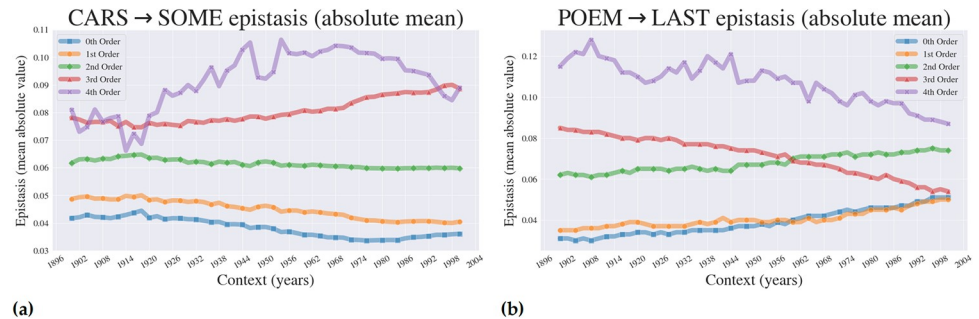 CARS → SOME epistasis (absolute mean)
Epistasis (mean absolute value)
0.11
0.10
0.09
0.08
0.07
0.06
0.05
0.04
0.03
0th Order
1st Order
2nd Order
3rd Order
4th Order
1896 1902 1908 1914 1920 1926 1932 1938 1944 1950 1956 1962 1968 1974 1980 1986 1992 1998 2004
Context (years)
(a)
POEM → LAST epistasis (absolute mean)
Epistasis (mean absolute value)
0.12
0.10
0.08
0.06
0.04
0th Order
1st Order
2nd Order
3rd Order
4th Order
1896 1902 1908 1914 1920 1926 1932 1938 1944 1950 1956 1962 1968 1974 1980 1986 1992 1998 2004
Context (years)
(b)